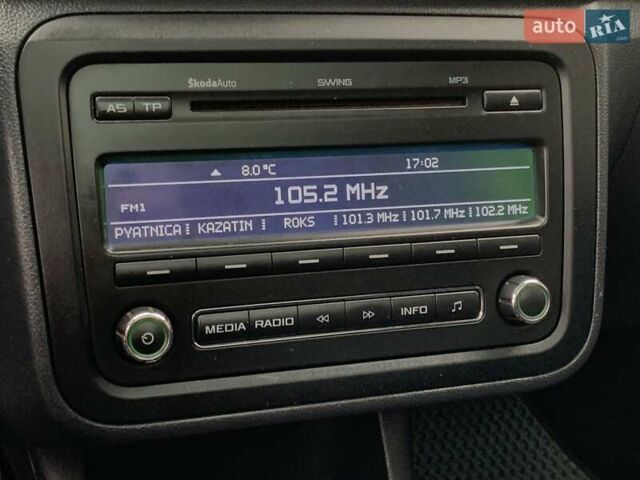 auto RIA .com
ŠkodaAuto SWING MP3
AS TP
8.0 °C 17:02
105.2 MHz
FM1
PYATNICA KAZATIN ROKS 101.3 MHz 101.7 MHz 102.2 MHz
MEDIA RADIO INFO